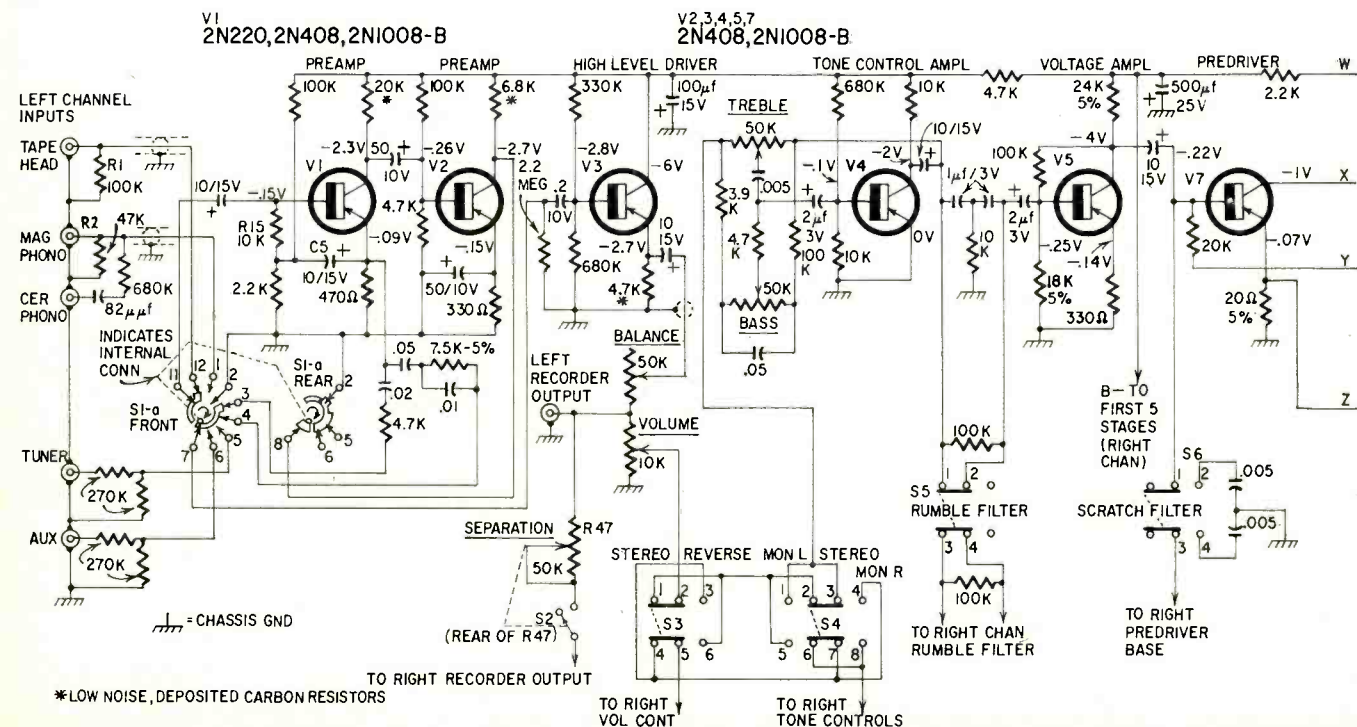 V1
2N220,2N408,2N1008-B
V2,3,4,5,7
2N408,2N1008-B
PREAMP
PREAMP
HIGH LEVEL DRIVER
TONE CONTROL AMPL
VOLTAGE AMPL
PREDRIVER
W
100K
20K
*
100K
6.8K
*
330K
100µf
15V
680K
10K
4.7K
24K
5%
500µf
25V
2.2K
LEFT CHANNEL
INPUTS
TAPE
HEAD
R1
100K
10/15V
-.15V
V1
-2.3V
50
10V
-.09V
-.26V
V2
4.7K
-2.7V
-.15V
2.2
MEG
.2
10V
-2.8V
V3
-6V
-2.7V
10
15V
680K
4.7K
*
TREBLE
50K
.005
3.9
K
4.7
K
50K
BASS
.05
-.1V
2µf
3V
100
K
-2V
V4
10/15V
10K
0V
1µf/3V
10
K
2µf
3V
100K
V5
-4V
-.25V
-.14V
18K
5%
330Ω
10
15V
-.22V
V7
-1V
X
20K
-.07V
Y
20Ω
5%
Z
R2
47K
MAG
PHONO
680K
CER
PHONO
82µµf
R15
10K
C5
10/15V
2.2K
470Ω
50/10V
330Ω
INDICATES
INTERNAL
CONN
11
12
1
2
3
4
5
6
7
S1-a
FRONT
S1-a
REAR
2
5
6
8
.05
7.5K-5%
.02
.01
4.7K
LEFT
RECORDER
OUTPUT
BALANCE
50K
VOLUME
10K
TUNER
270K
AUX
270K
SEPARATION
R47
50K
S2
(REAR OF R47)
TO RIGHT RECORDER OUTPUT
STEREO REVERSE
MON L STEREO
MON R
1
2
3
S3
4
5
6
1
2
3
4
S4
5
6
7
8
TO RIGHT
VOL CONT
TO RIGHT
TONE CONTROLS
100K
1
2
S5
RUMBLE FILTER
3
4
100K
TO RIGHT CHAN
RUMBLE FILTER
B- TO
FIRST 5
STAGES
(RIGHT
CHAN)
S6
1
2
.005
SCRATCH FILTER
.005
3
4
TO RIGHT
PREDRIVER
BASE
= CHASSIS GND
*LOW NOISE, DEPOSITED CARBON RESISTORS